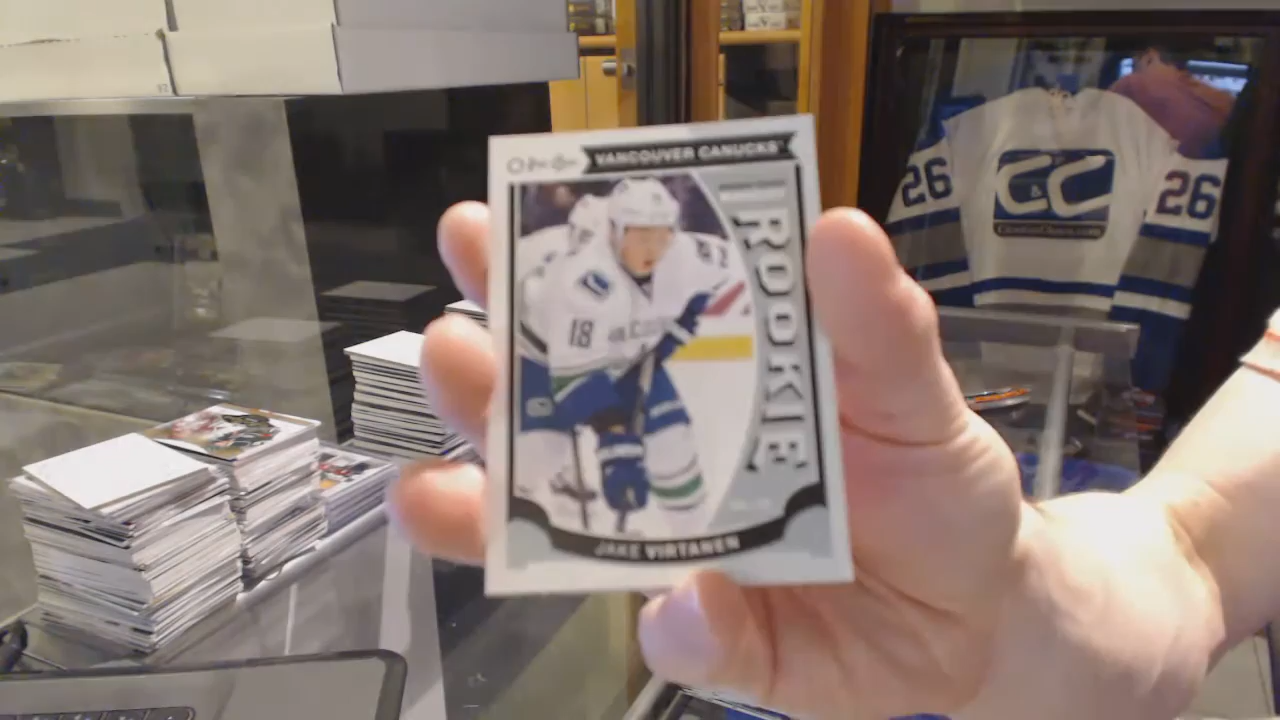 O-Pee-Chee
VANCOUVER CANUCKS
ROOKIE
18
JAKE VIRTANEN
26
C&C
26